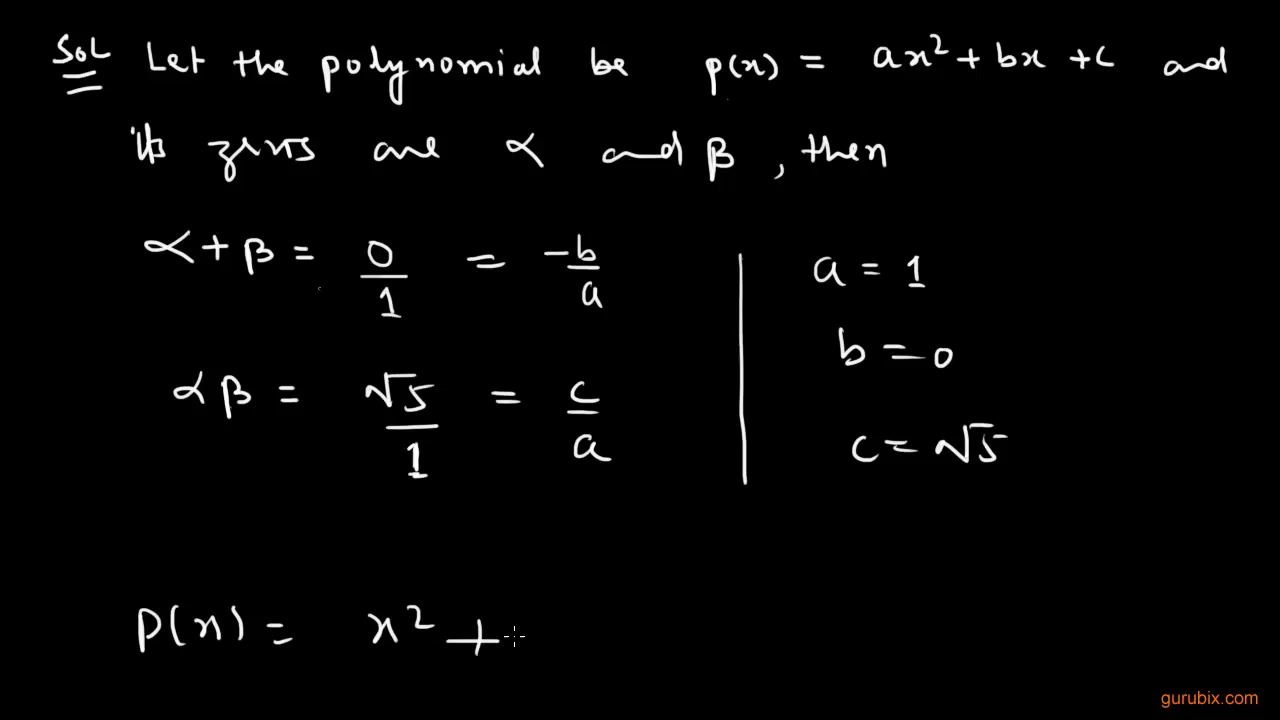 Sol Let the polynomial be p(x) = ax² + bx + c and
its zeros are α and β, then
α + β = 0/1 = -b/a
a = 1
b = 0
αβ = √5/1 = c/a
c = √5
P(x) = x² +
gurubix.com